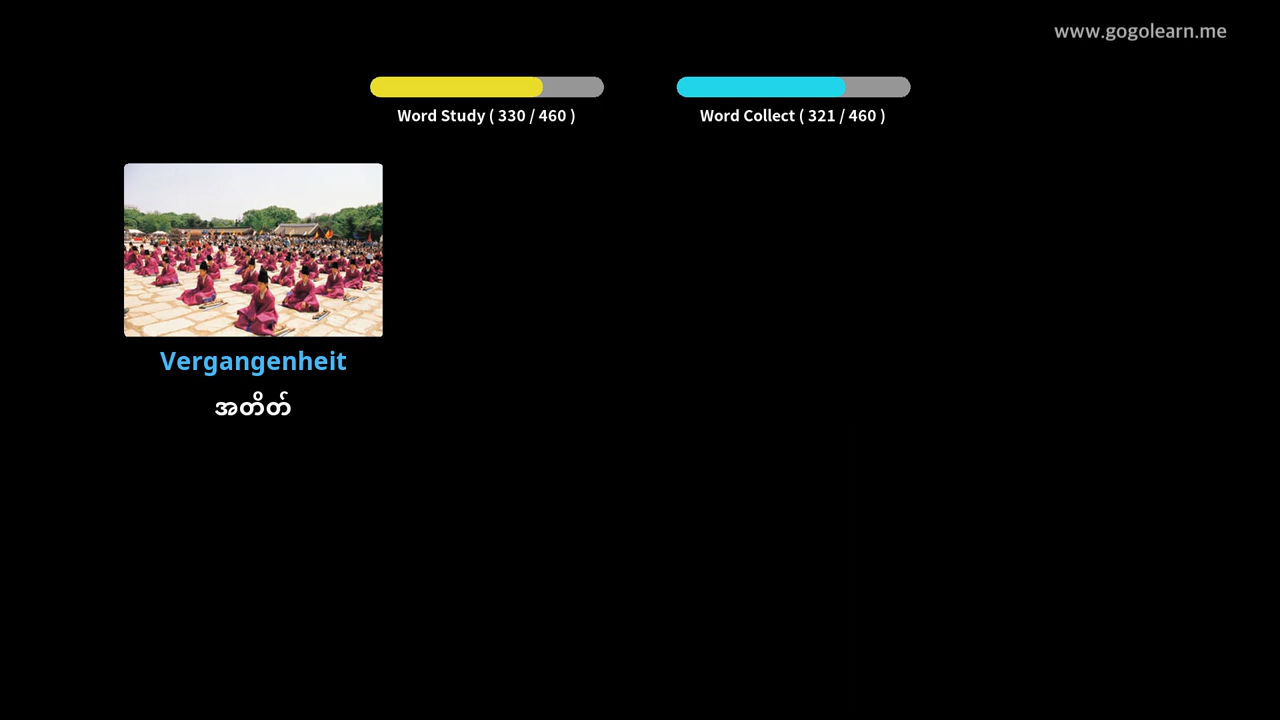 www.gogolearn.me
Word Study ( 330 / 460 )
Word Collect ( 321 / 460 )
Vergangenheit
အတိတ်